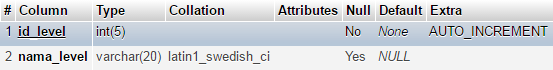 # Column Type Collation Attributes Null Default Extra
1 id_level int(5) No None AUTO_INCREMENT
2 nama_level varchar(20) latin1_swedish_ci Yes NULL